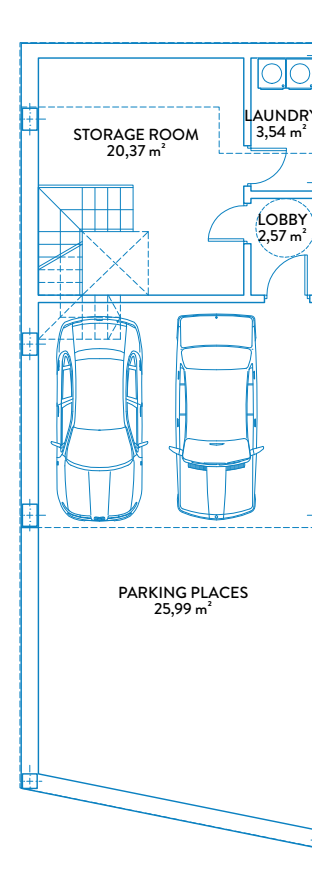 STORAGE ROOM
20,37 m²
LAUNDRY
3,54 m²
LOBBY
2,57 m²
PARKING PLACES
25,99 m²